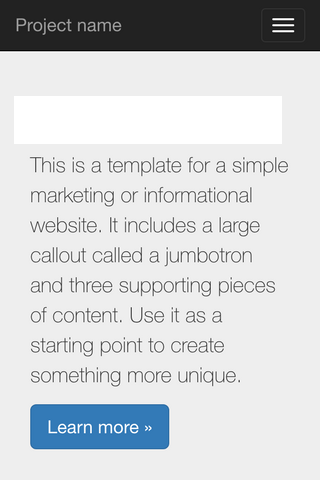 Project name
This is a template for a simple
marketing or informational
website. It includes a large
callout called a jumbotron
and three supporting pieces
of content. Use it as a
starting point to create
something more unique.
Learn more »